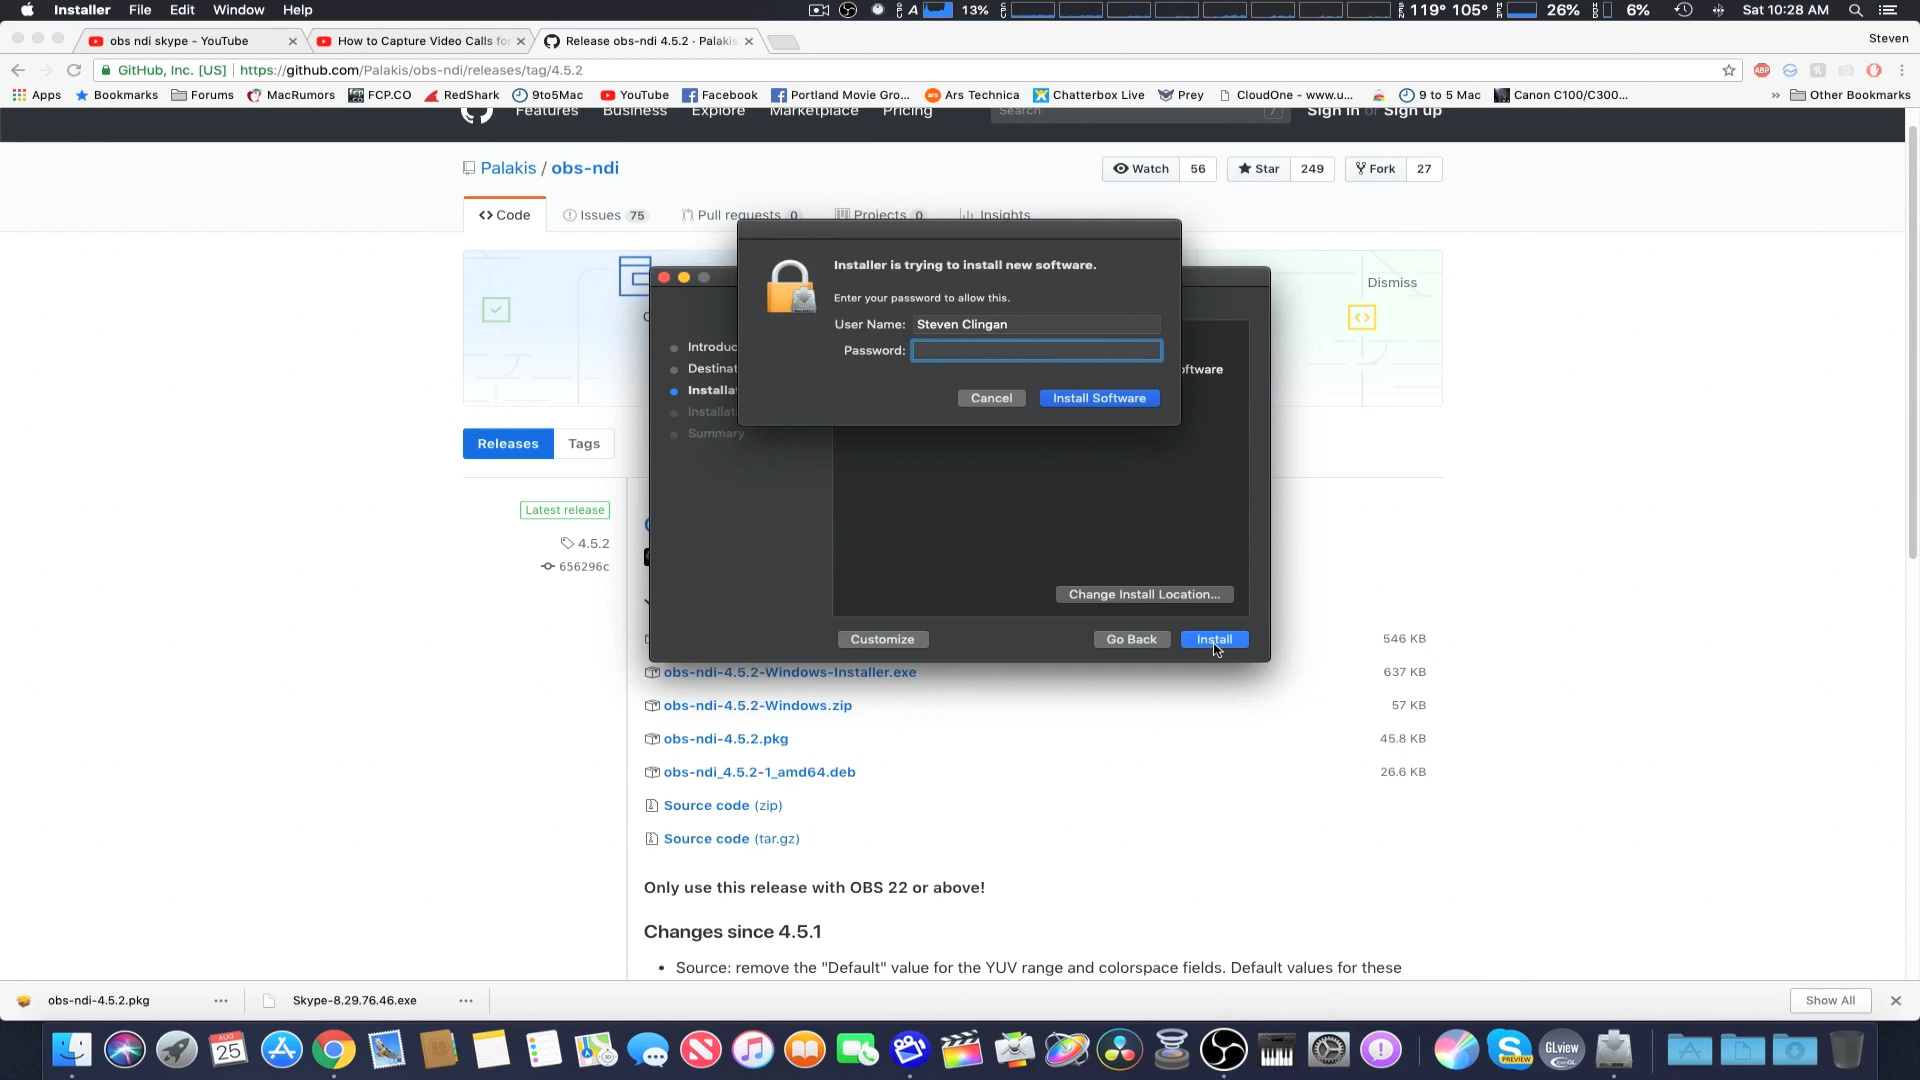 Installer File Edit Window Help
A 13% 119° 105° 26% 6% Sat 10:28 AM
obs ndi skype - YouTube
How to Capture Video Calls for
Release obs-ndi 4.5.2 · Palakis
Steven
GitHub, Inc. [US] https://github.com/Palakis/obs-ndi/releases/tag/4.5.2
ABP
Apps Bookmarks Forums MacRumors FCP.CO RedShark 9to5Mac YouTube Facebook Portland Movie Gro... Ars Technica Chatterbox Live Prey CloudOne - www.u... 9 to 5 Mac Canon C100/C300... » Other Bookmarks
Features Business Explore Marketplace Pricing Search / Sign in or Sign up
Palakis / obs-ndi
Watch 56 Star 249 Fork 27
Code Issues 75 Pull requests 0 Projects 0 Insights
Dismiss
Installer is trying to install new software.
Enter your password to allow this.
User Name: Steven Clingan
Password:
Cancel Install Software
Introduc
Destinat
Installat
Installat
Summary
oftware
Change Install Location...
Customize Go Back Install
Releases Tags
Latest release
4.5.2
656296c
546 KB
obs-ndi-4.5.2-Windows-Installer.exe 637 KB
obs-ndi-4.5.2-Windows.zip 57 KB
obs-ndi-4.5.2.pkg 45.8 KB
obs-ndi_4.5.2-1_amd64.deb 26.6 KB
Source code (zip)
Source code (tar.gz)
Only use this release with OBS 22 or above!
Changes since 4.5.1
• Source: remove the "Default" value for the YUV range and colorspace fields. Default values for these
obs-ndi-4.5.2.pkg
Skype-8.29.76.46.exe
Show All
AUG
25
PREVIEW
GLview